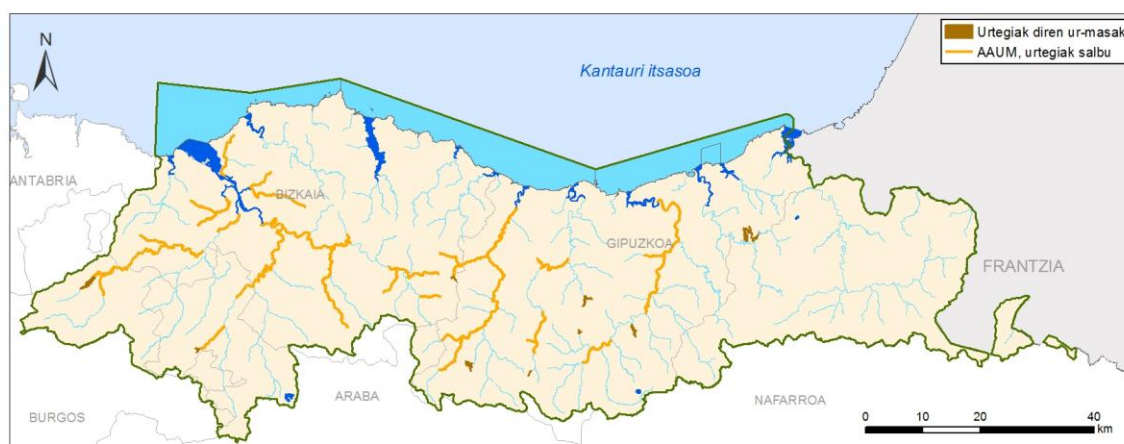 N
Kantauri itsasoa
Urtegiak diren ur-masak
AAUM, urtegiak salbu
ANTABRIA
BIZKAIA
GIPUZKOA
FRANTZIA
ARABA
NAFARROA
BURGOS
0 10 20 40
km